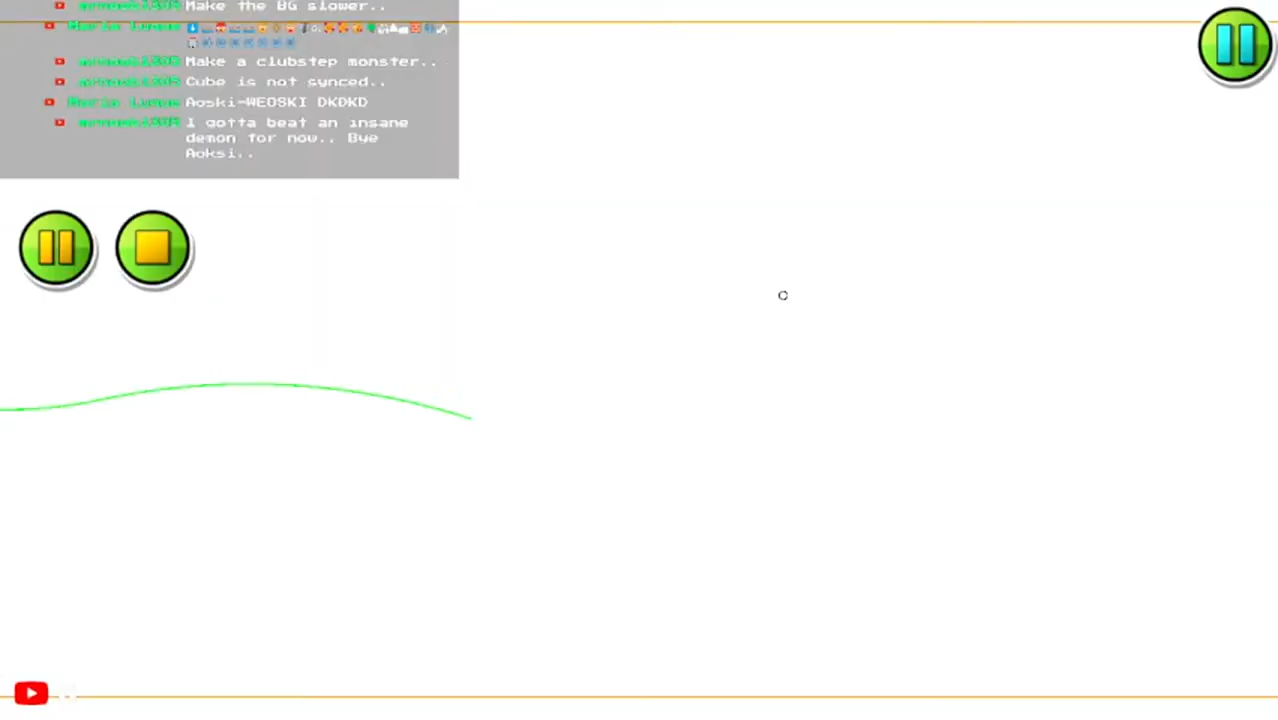 Make the BG slower..
Make a clubstep monster..
Cube is not synced..
Aoski-WEOSKI DKDKD
I gotta beat an insane
demon for now.. Bye
Aoksi..